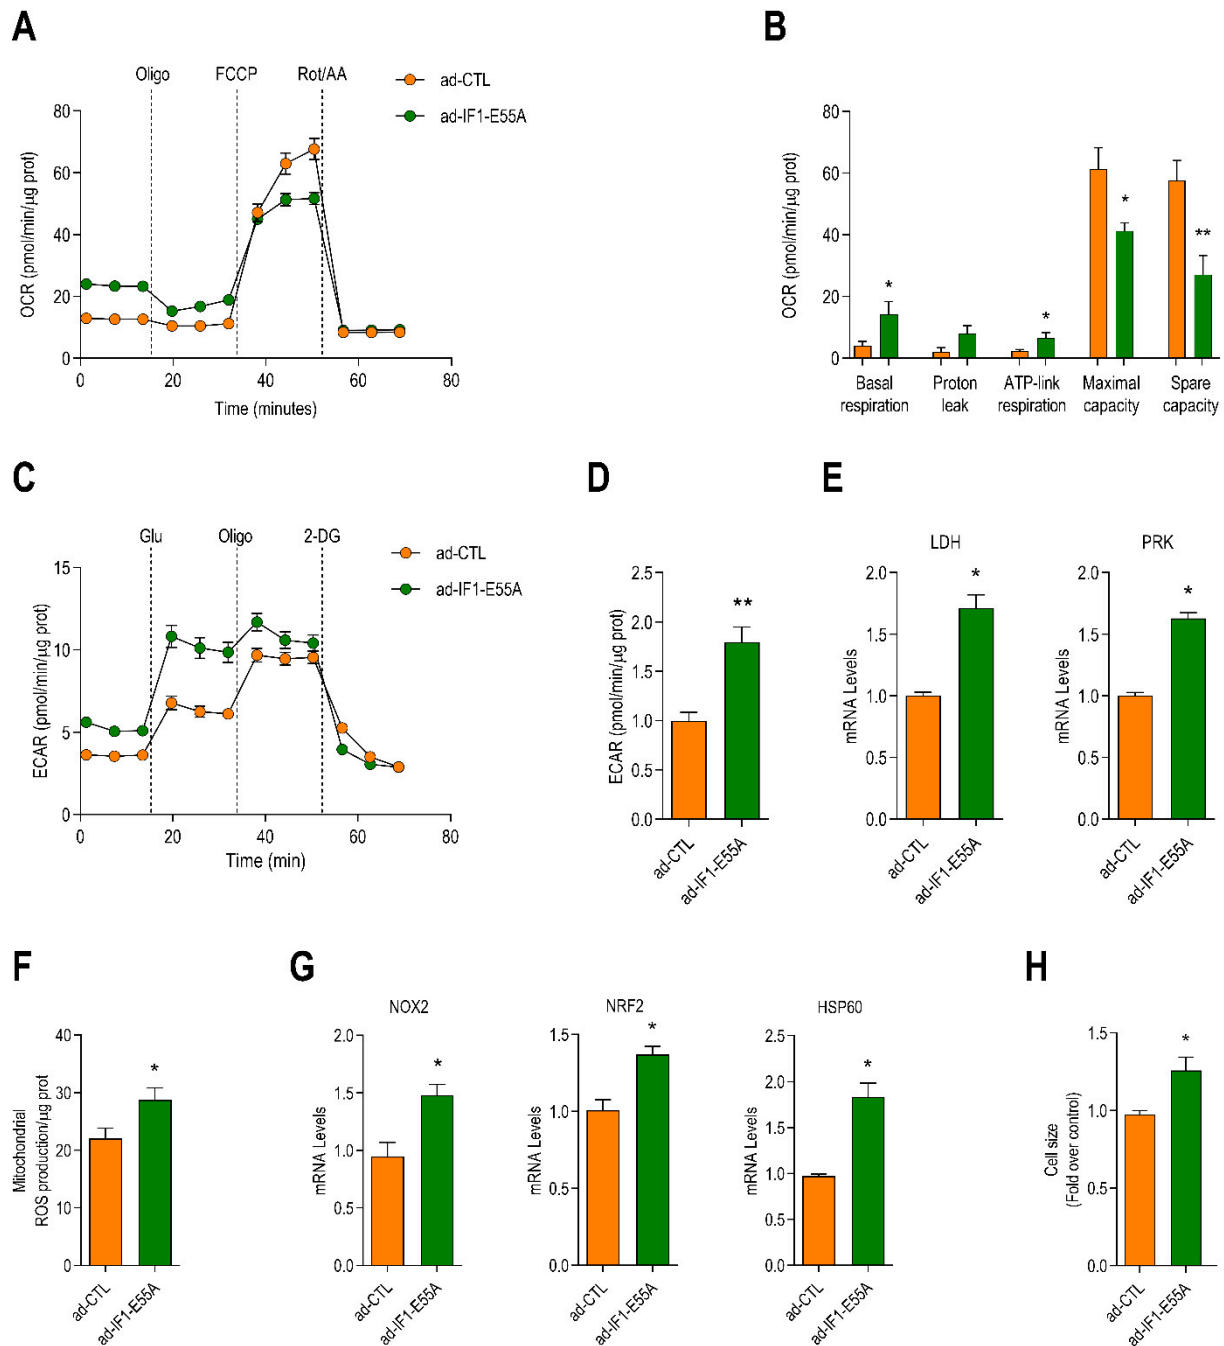 A
Oligo
FCCP
Rot/AA
ad-CTL
ad-IF1-E55A
OCR (pmol/min/µg prot)
80
60
40
20
0
0
20
40
60
80
Time (minutes)
B
OCR (pmol/min/µg prot)
80
60
40
20
0
*
*
*
**
Basal
respiration
Proton
leak
ATP-link
respiration
Maximal
capacity
Spare
capacity
C
Glu
Oligo
2-DG
ad-CTL
ad-IF1-E55A
ECAR (pmol/min/µg prot)
15
10
5
0
0
20
40
60
80
Time (min)
D
ECAR (pmol/min/µg prot)
2.5
2.0
1.5
1.0
0.5
0.0
**
ad-CTL
ad-IF1-E55A
E
LDH
mRNA Levels
2.0
1.5
1.0
0.5
0.0
*
ad-CTL
ad-IF1-E55A
PRK
mRNA Levels
2.0
1.5
1.0
0.5
0.0
*
ad-CTL
ad-IF1-E55A
F
Mitochondrial
ROS production/µg prot
40
30
20
10
0
*
ad-CTL
ad-IF1-E55A
G
NOX2
mRNA Levels
2.0
1.5
1.0
0.5
0.0
*
ad-CTL
ad-IF1-E55A
NRF2
mRNA Levels
1.5
1.0
0.5
0.0
*
ad-CTL
ad-IF1-E55A
HSP60
mRNA Levels
2.5
2.0
1.5
1.0
0.5
0.0
*
ad-CTL
ad-IF1-E55A
H
Cell size
(Fold over control)
1.5
1.0
0.5
0.0
*
ad-CTL
ad-IF1-E55A